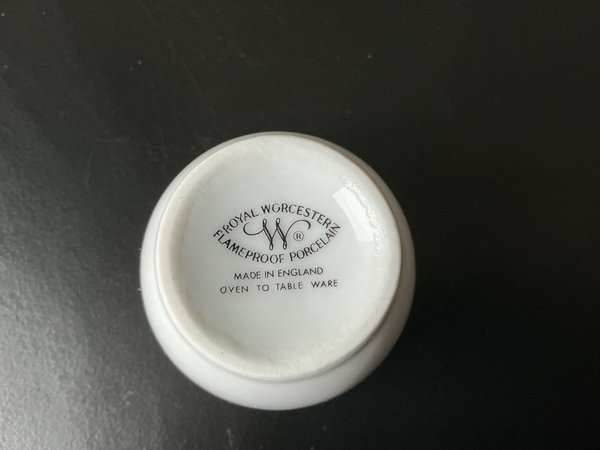 ROYAL WORCESTER
W ®
FLAMEPROOF PORCELAIN
MADE IN ENGLAND
OVEN TO TABLE WARE